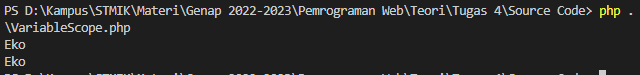 PS D:\Kampus\STMIK\Materi\Genap 2022-2023\Pemrograman Web\Teori\Tugas 4\Source Code> php .
\VariableScope.php
Eko
Eko